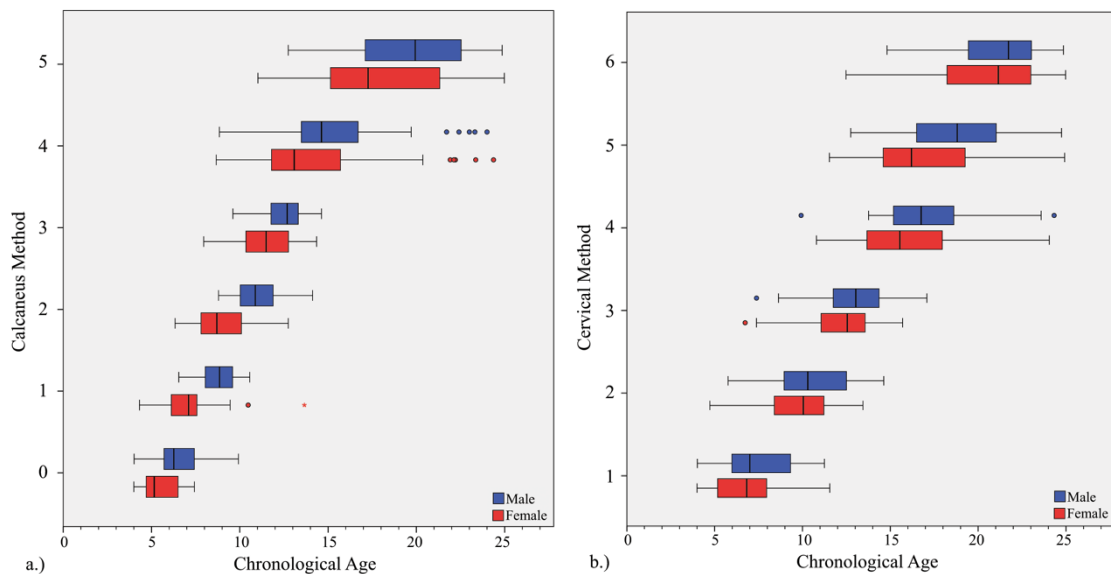 Calcaneus Method
5
4
3
2
1
0
Male
Female
0 5 10 15 20 25
a.) Chronological Age
Cervical Method
6
5
4
3
2
1
Male
Female
0 5 10 15 20 25
b.) Chronological Age